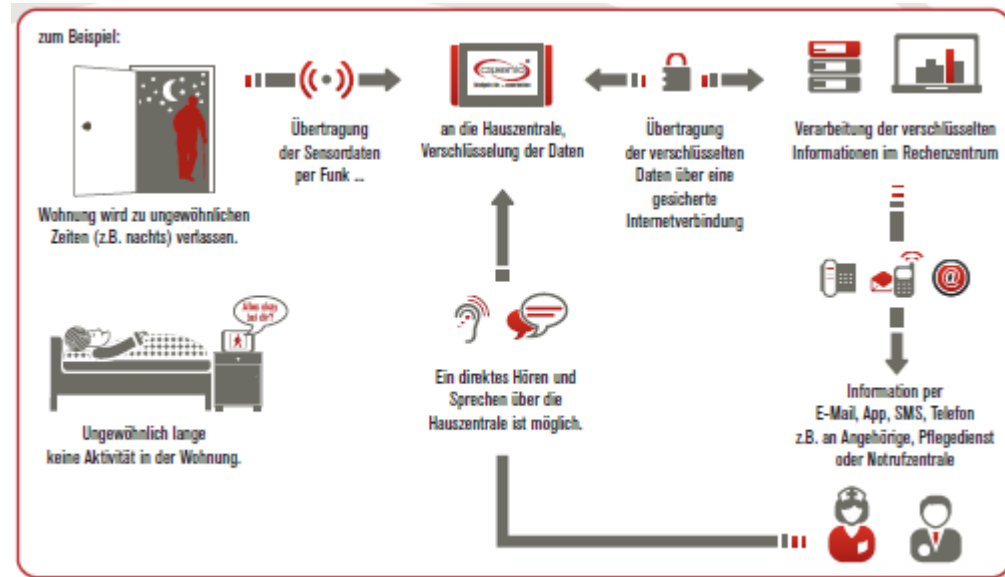 zum Beispiel:
Übertragung
der Sensordaten
per Funk ...
an die Hauszentrale,
Verschlüsselung der Daten
Übertragung
der verschlüsselten
Daten über eine
gesicherte
Internetverbindung
Verarbeitung der verschlüsselten
Informationen im Rechenzentrum
Wohnung wird zu ungewöhnlichen
Zeiten (z.B. nachts) verlassen.
@
Alles okay
bei dir?
Ein direktes Hören und
Sprechen über die
Hauszentrale ist möglich.
Ungewöhnlich lange
keine Aktivität in der Wohnung.
Information per
E-Mail, App, SMS, Telefon
z.B. an Angehörige, Pflegedienst
oder Notrufzentrale